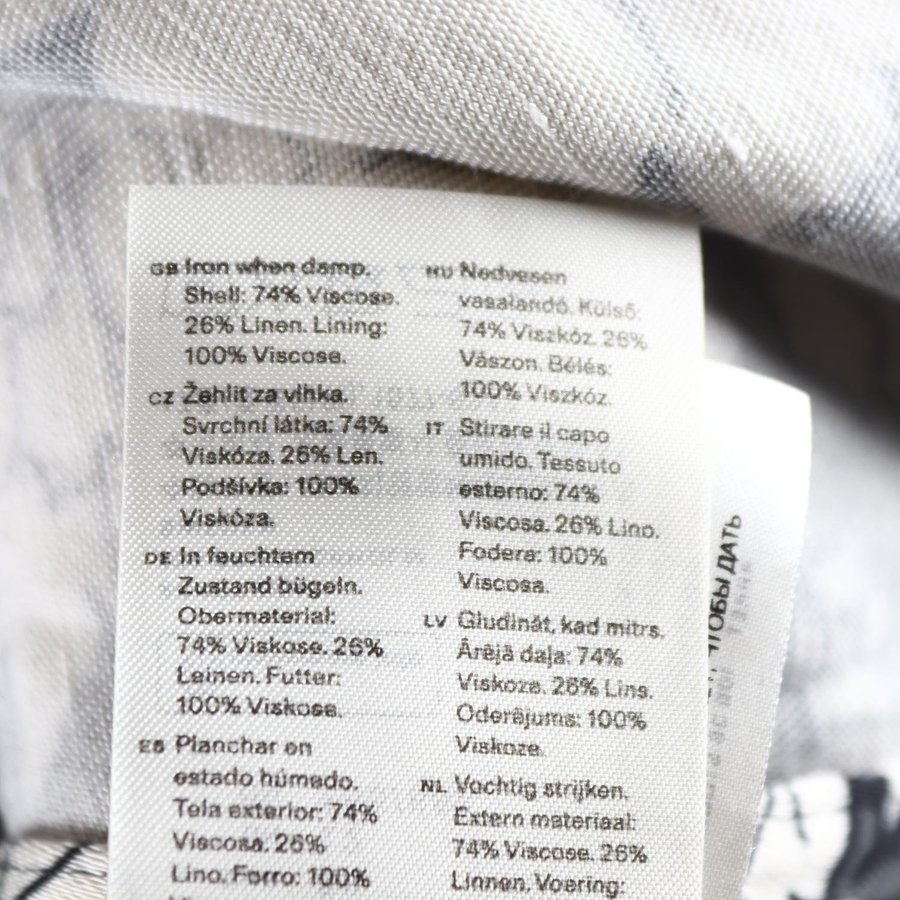 GB Iron when damp.
Shell: 74% Viscose.
26% Linen. Lining:
100% Viscose.
CZ Žehlit za vlhka.
Svrchní látka: 74%
Viskóza. 26% Len.
Podšívka: 100%
Viskóza.
DE In feuchtem
Zustand bügeln.
Obermaterial:
74% Viskose. 26%
Leinen. Futter:
100% Viskose.
ES Planchar en
estado húmedo.
Tela exterior: 74%
Viscosa. 26%
Lino. Forro: 100%
HU Nedvesen
vasalandó. Külső:
74% Viszkóz. 26%
Vászon. Bélés:
100% Viszkóz.
IT Stirare il capo
umido. Tessuto
esterno: 74%
Viscosa. 26% Lino.
Fodera: 100%
Viscosa.
LV Gludināt, kad mitrs.
Ārējā daļa: 74%
Viskoze. 26% Lins.
Oderējums: 100%
Viskoze.
NL Vochtig strijken.
Extern materiaal:
74% Viscose. 26%
Linnen. Voering:
ЧТОБЫ ДАТЬ